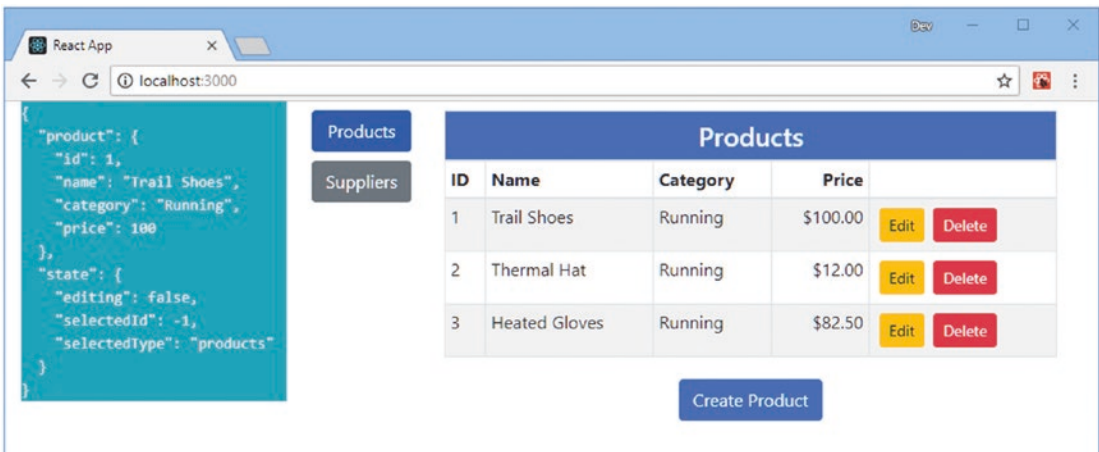 Dev
React App
localhost:3000
{
"product": {
"id": 1,
"name": "Trail Shoes",
"category": "Running",
"price": 100
},
"state": {
"editing": false,
"selectedId": -1,
"selectedType": "products"
}
}
Products
Suppliers
Products
ID Name Category Price
1 Trail Shoes Running $100.00 Edit Delete
2 Thermal Hat Running $12.00 Edit Delete
3 Heated Gloves Running $82.50 Edit Delete
Create Product